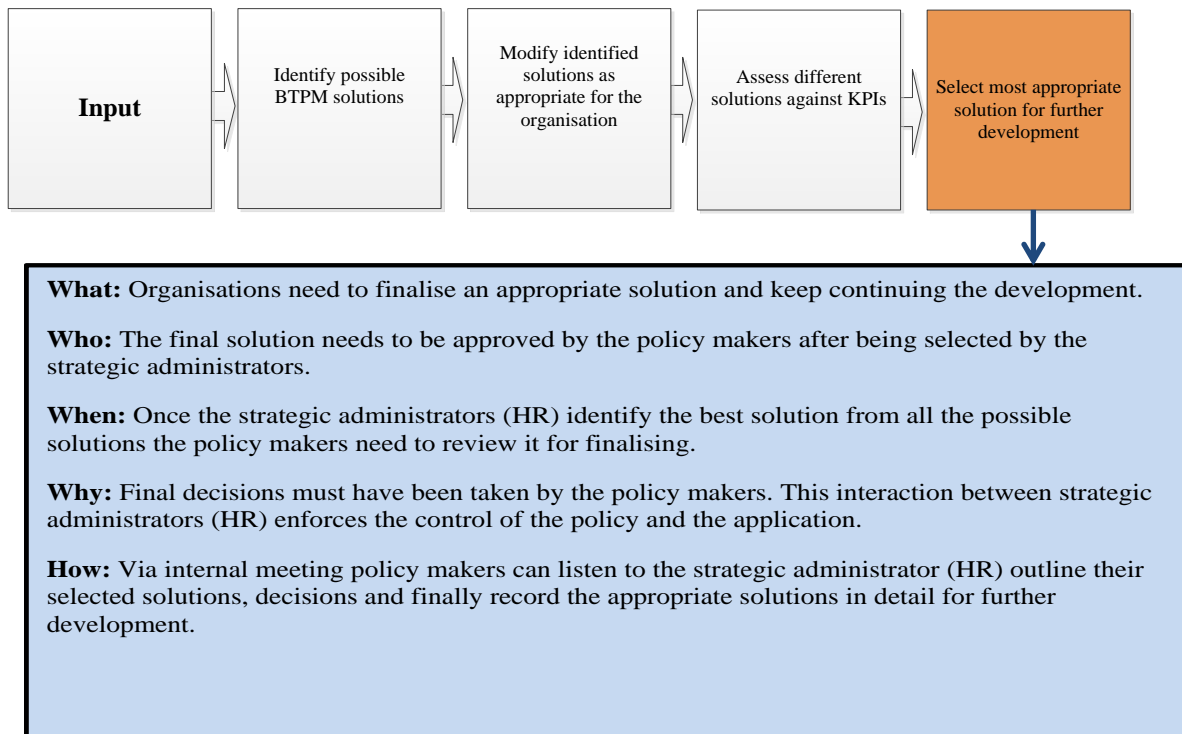 Input
Identify possible
BTPM solutions
Modify identified
solutions as
appropriate for the
organisation
Assess different
solutions against KPIs
Select most appropriate
solution for further
development
What: Organisations need to finalise an appropriate solution and keep continuing the development.
Who: The final solution needs to be approved by the policy makers after being selected by the
strategic administrators.
When: Once the strategic administrators (HR) identify the best solution from all the possible
solutions the policy makers need to review it for finalising.
Why: Final decisions must have been taken by the policy makers. This interaction between strategic
administrators (HR) enforces the control of the policy and the application.
How: Via internal meeting policy makers can listen to the strategic administrator (HR) outline their
selected solutions, decisions and finally record the appropriate solutions in detail for further
development.